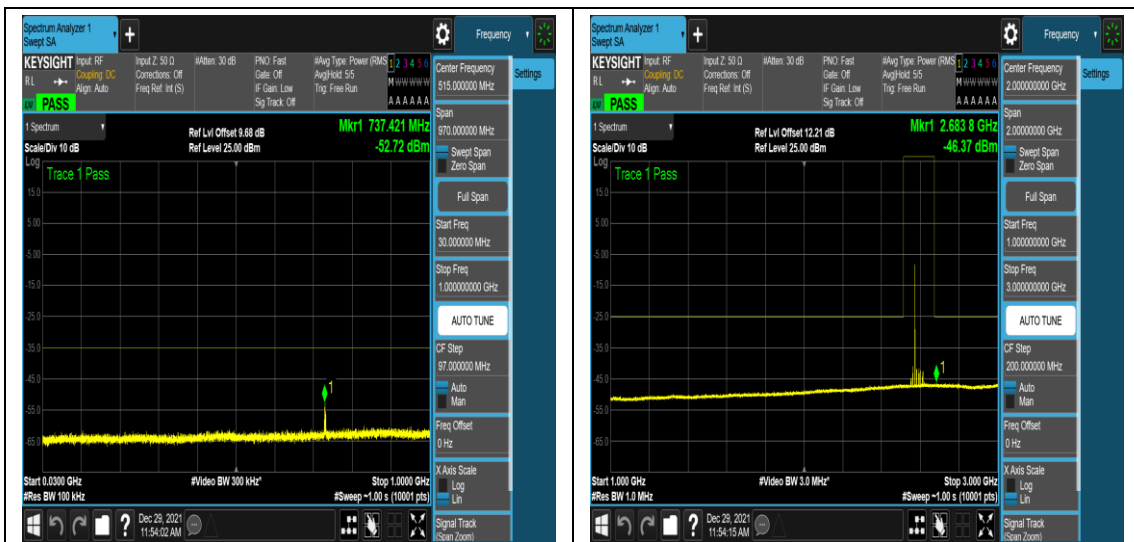 Spectrum Analyzer 1
Swept SA
+
Frequency
KEYSIGHT
RL
Input: RF
Coupling: DC
Align: Auto
Input Z: 50 Ω
Corrections: Off
Freq Ref: Int (S)
#Atten: 30 dB
PNO: Fast
Gate: Off
IF Gain: Low
Sig Track: Off
#Avg Type: Power (RMS
Avg|Hold: 5/5
Trig: Free Run
1 2 3 4 5 6
M W W W W W
A A A A A A
PASS
1 Spectrum
Scale/Div 10 dB
Ref Lvl Offset 9.68 dB
Ref Level 25.00 dBm
Mkr1 737.421 MHz
-52.72 dBm
Log
Trace 1 Pass
15.0
5.00
-5.00
-15.0
-25.0
-35.0
-45.0
-55.0
-65.0
1
Start 0.0300 GHz
#Res BW 100 kHz
#Video BW 300 kHz*
Stop 1.0000 GHz
#Sweep ~1.00 s (10001 pts)
Center Frequency
515.000000 MHz
Settings
Span
970.000000 MHz
Swept Span
Zero Span
Full Span
Start Freq
30.000000 MHz
Stop Freq
1.000000000 GHz
AUTO TUNE
CF Step
97.000000 MHz
Auto
Man
Freq Offset
0 Hz
X Axis Scale
Log
Lin
Signal Track
(Span Zoom)
?
Dec 29, 2021
11:54:02 AM
Spectrum Analyzer 1
Swept SA
+
Frequency
KEYSIGHT
RL
Input: RF
Coupling: DC
Align: Auto
Input Z: 50 Ω
Corrections: Off
Freq Ref: Int (S)
#Atten: 30 dB
PNO: Fast
Gate: Off
IF Gain: Low
Sig Track: Off
#Avg Type: Power (RMS
Avg|Hold: 5/5
Trig: Free Run
1 2 3 4 5 6
M W W W W W
A A A A A A
PASS
1 Spectrum
Scale/Div 10 dB
Ref Lvl Offset 12.21 dB
Ref Level 25.00 dBm
Mkr1 2.683 8 GHz
-46.37 dBm
Log
Trace 1 Pass
15.0
5.00
-5.00
-15.0
-25.0
-35.0
-45.0
-55.0
-65.0
1
Start 1.000 GHz
#Res BW 1.0 MHz
#Video BW 3.0 MHz*
Stop 3.000 GHz
#Sweep ~1.00 s (10001 pts)
Center Frequency
2.000000000 GHz
Settings
Span
2.00000000 GHz
Swept Span
Zero Span
Full Span
Start Freq
1.000000000 GHz
Stop Freq
3.000000000 GHz
AUTO TUNE
CF Step
200.000000 MHz
Auto
Man
Freq Offset
0 Hz
X Axis Scale
Log
Lin
Signal Track
(Span Zoom)
?
Dec 29, 2021
11:54:15 AM